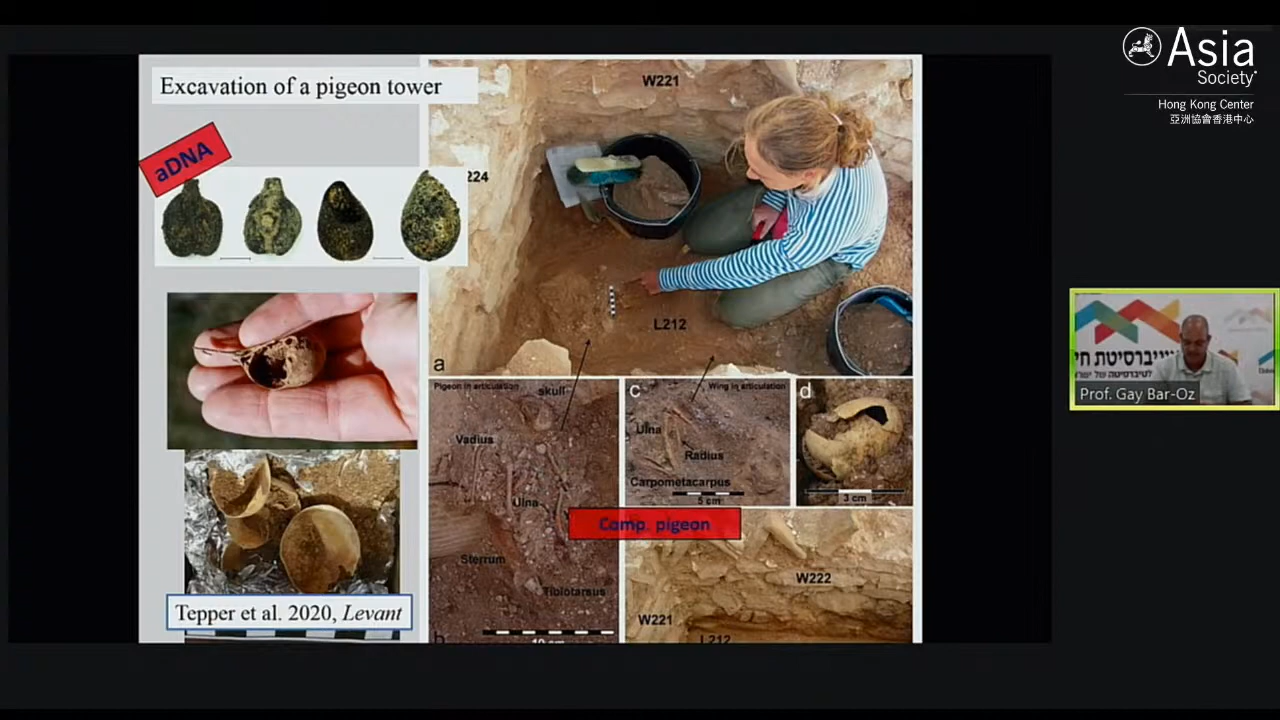 Asia
Society
Hong Kong Center
亞洲協會香港中心
Excavation of a pigeon tower
aDNA
224
W221
L212
a
Pigeon in articulation
skull
Vadius
Ulna
Sterrum
Tibiotarsus
b
10 cm
c
Wing in articulation
Ulna
Radius
Carpometacarpus
5 cm
d
3 cm
Comp. pigeon
W222
W221
L212
Tepper et al. 2020, Levant
Prof. Gay Bar-Oz